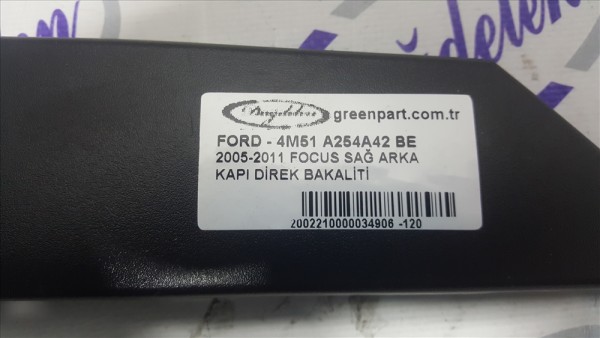 greenpart.com.tr
FORD - 4M51 A254A42 BE
2005-2011 FOCUS SAĞ ARKA
KAPI DİREK BAKALİTİ
2002210000034906 -120